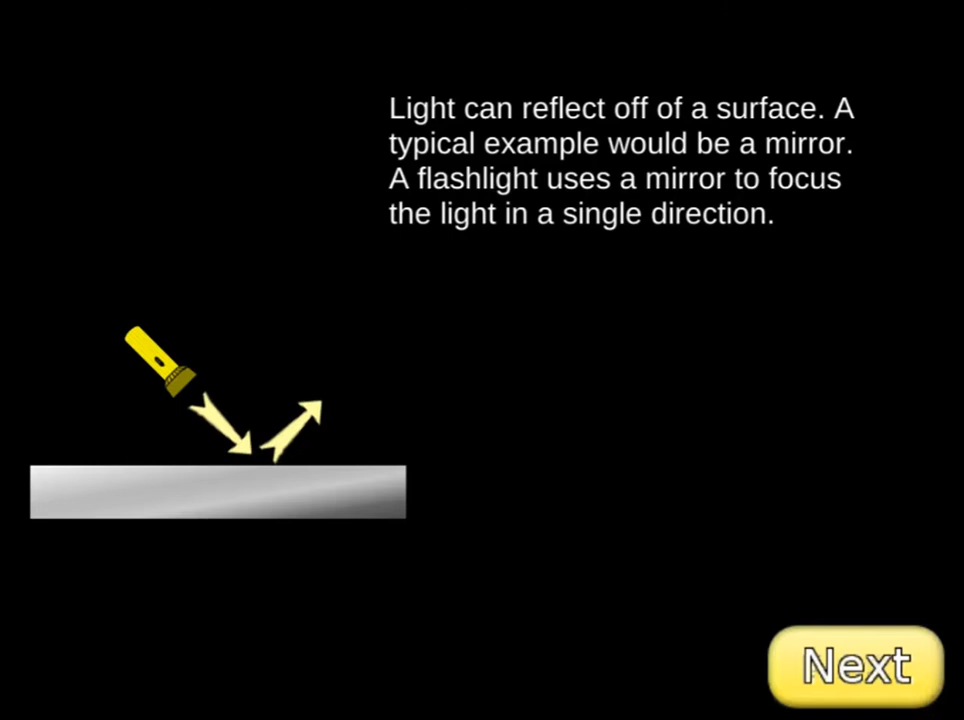 Light can reflect off of a surface. A
typical example would be a mirror.
A flashlight uses a mirror to focus
the light in a single direction.
Next